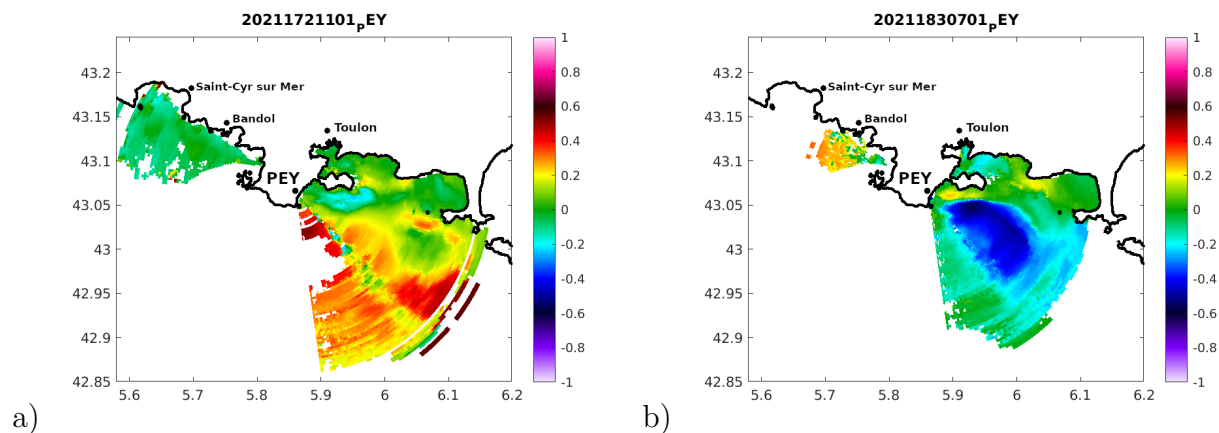 20211721101PEY
43.2
43.15
43.1
43.05
43
42.95
42.9
42.85
5.6 5.7 5.8 5.9 6 6.1 6.2
Saint-Cyr sur Mer
Bandol
Toulon
PEY
1
0.8
0.6
0.4
0.2
0
-0.2
-0.4
-0.6
-0.8
-1
a)
20211830701PEY
43.2
43.15
43.1
43.05
43
42.95
42.9
42.85
5.6 5.7 5.8 5.9 6 6.1 6.2
Saint-Cyr sur Mer
Bandol
Toulon
PEY
1
0.8
0.6
0.4
0.2
0
-0.2
-0.4
-0.6
-0.8
-1
b)